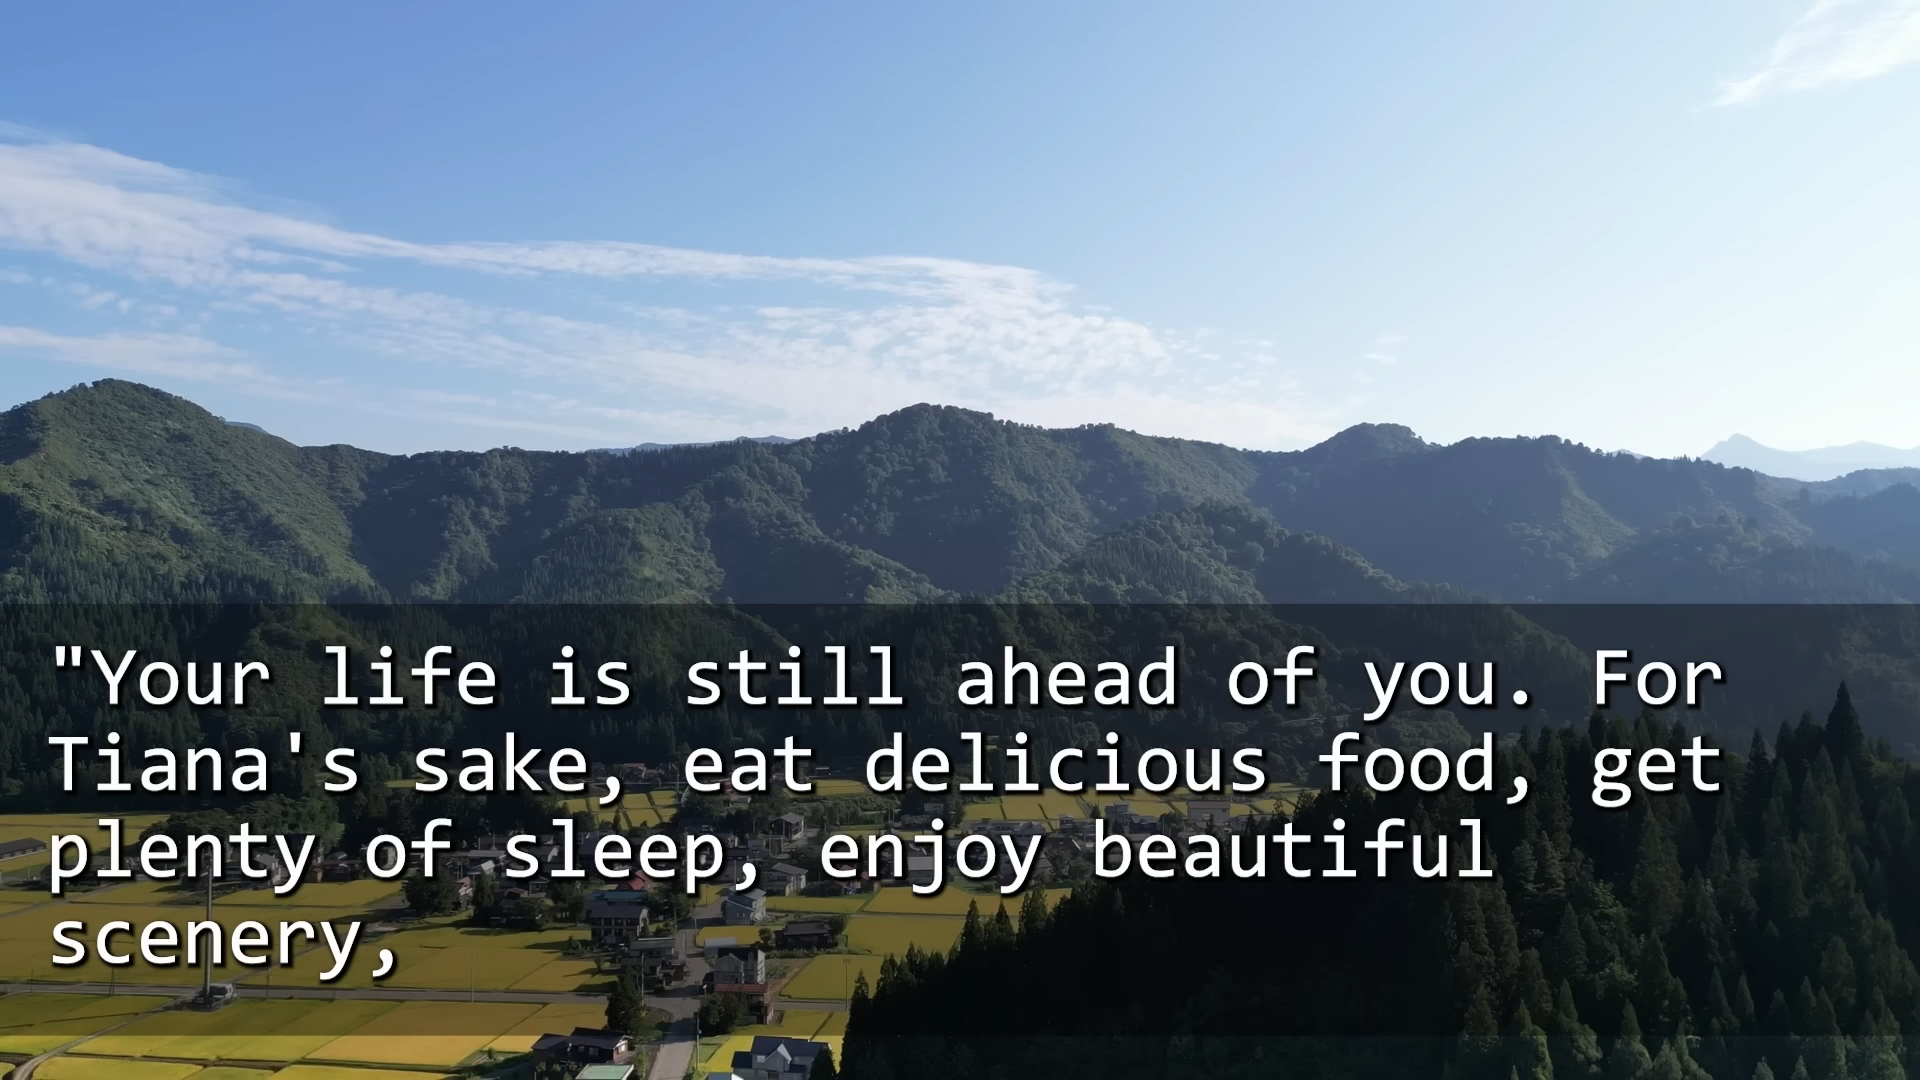 "Your life is still ahead of you. For
Tiana's sake, eat delicious food, get
plenty of sleep, enjoy beautiful
scenery,